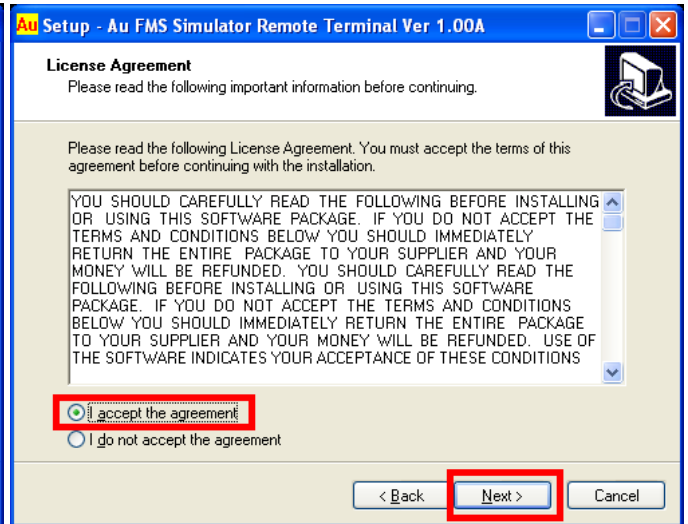 Au Setup - Au FMS Simulator Remote Terminal Ver 1.00A
License Agreement
Please read the following important information before continuing.
Please read the following License Agreement. You must accept the terms of this
agreement before continuing with the installation.
YOU SHOULD CAREFULLY READ THE FOLLOWING BEFORE INSTALLING
OR USING THIS SOFTWARE PACKAGE. IF YOU DO NOT ACCEPT THE
TERMS AND CONDITIONS BELOW YOU SHOULD IMMEDIATELY
RETURN THE ENTIRE PACKAGE TO YOUR SUPPLIER AND YOUR
MONEY WILL BE REFUNDED. YOU SHOULD CAREFULLY READ THE
FOLLOWING BEFORE INSTALLING OR USING THIS SOFTWARE
PACKAGE. IF YOU DO NOT ACCEPT THE TERMS AND CONDITIONS
BELOW YOU SHOULD IMMEDIATELY RETURN THE ENTIRE PACKAGE
TO YOUR SUPPLIER AND YOUR MONEY WILL BE REFUNDED. USE OF
THE SOFTWARE INDICATES YOUR ACCEPTANCE OF THESE CONDITIONS
I accept the agreement
I do not accept the agreement
< Back Next > Cancel